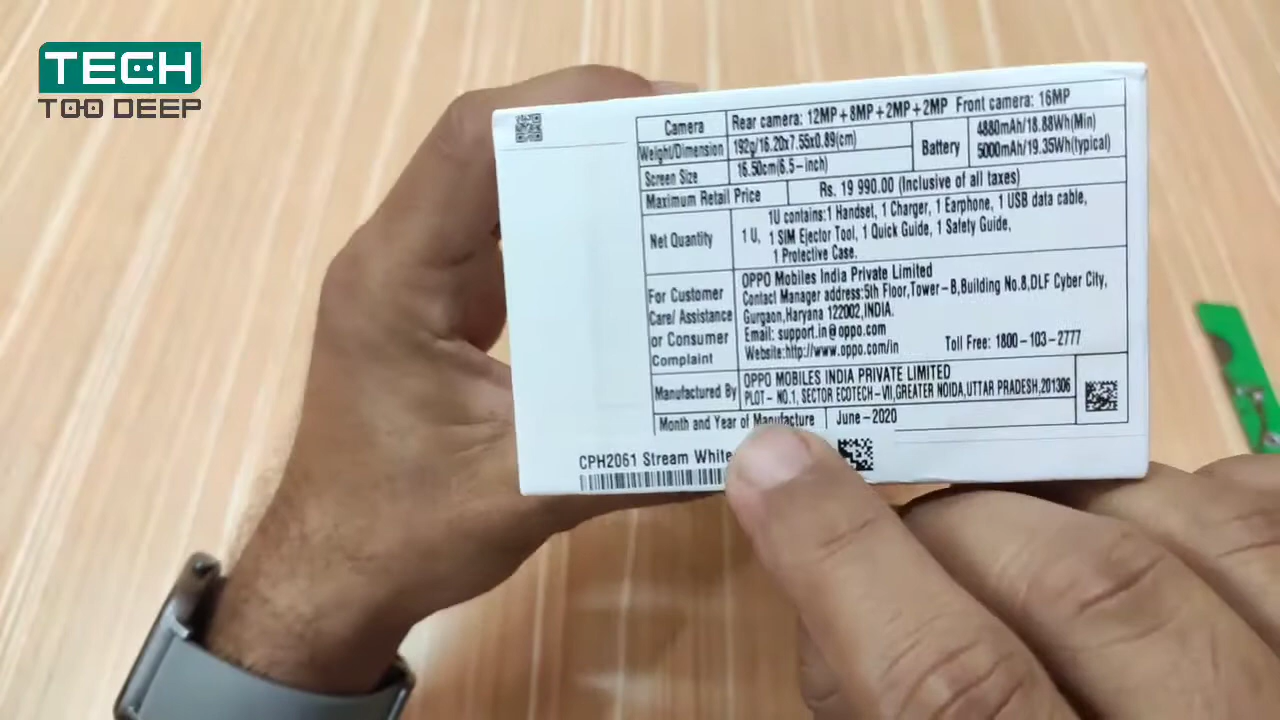 TECH
TOO DEEP
Camera Rear camera: 12MP+8MP+2MP+2MP Front camera: 16MP
Weight/Dimension 192g/16.20x7.55x0.89(cm)
Battery 4880mAh/18.88Wh(Min)
5000mAh/19.35Wh(typical)
Screen Size 16.50cm(6.5-inch)
Maximum Retail Price Rs. 19 990.00 (Inclusive of all taxes)
Net Quantity 1 U, 1U contains:1 Handset, 1 Charger, 1 Earphone, 1 USB data cable,
1 SIM Ejector Tool, 1 Quick Guide, 1 Safety Guide,
1 Protective Case.
For Customer
Care/ Assistance
or Consumer
Complaint
OPPO Mobiles India Private Limited
Contact Manager address:5th Floor,Tower-B,Building No.8,DLF Cyber City,
Gurgaon,Haryana 122002,INDIA.
Email: support.in@oppo.com
Website:http://www.oppo.com/in Toll Free: 1800-103-2777
Manufactured By OPPO MOBILES INDIA PRIVATE LIMITED
PLOT- NO.1, SECTOR ECOTECH-VII,GREATER NOIDA,UTTAR PRADESH,201306
Month and Year of Manufacture June-2020
CPH2061 Stream White